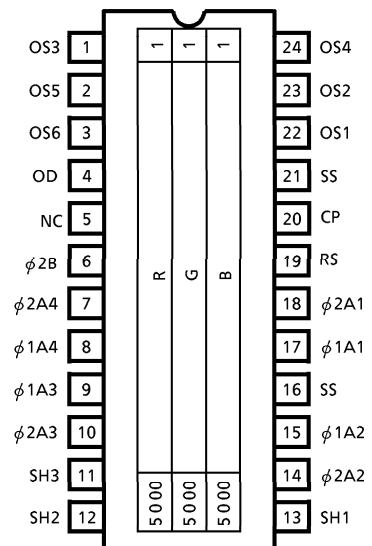 OS3 1 1 1 1 24 OS4
OS5 2 23 OS2
OS6 3 22 OS1
OD 4 21 SS
NC 5 20 CP
ϕ2B 6 R G B 19 RS
ϕ2A4 7 18 ϕ2A1
ϕ1A4 8 17 ϕ1A1
ϕ1A3 9 16 SS
ϕ2A3 10 15 ϕ1A2
SH3 11 5000 5000 5000 14 ϕ2A2
SH2 12 13 SH1